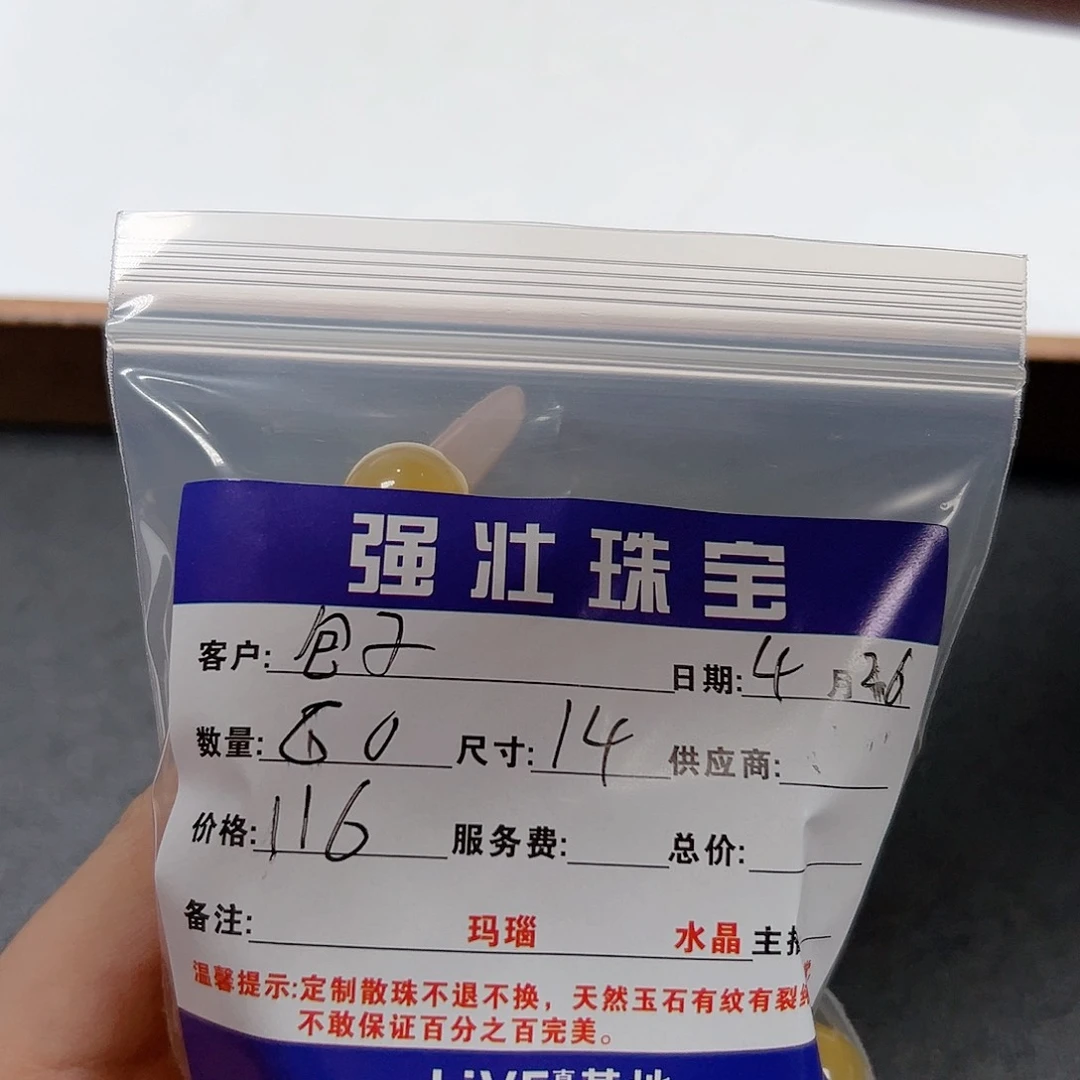 强壮珠宝
客户: 包子 日期: 4月26
数量: 60 尺寸: 14 供应商:
价格: 116 服务费: 总价:
备注: 玛瑙 水晶 主播
温馨提示:定制散珠不退不换，天然玉石有纹有裂
不敢保证百分之百完美。